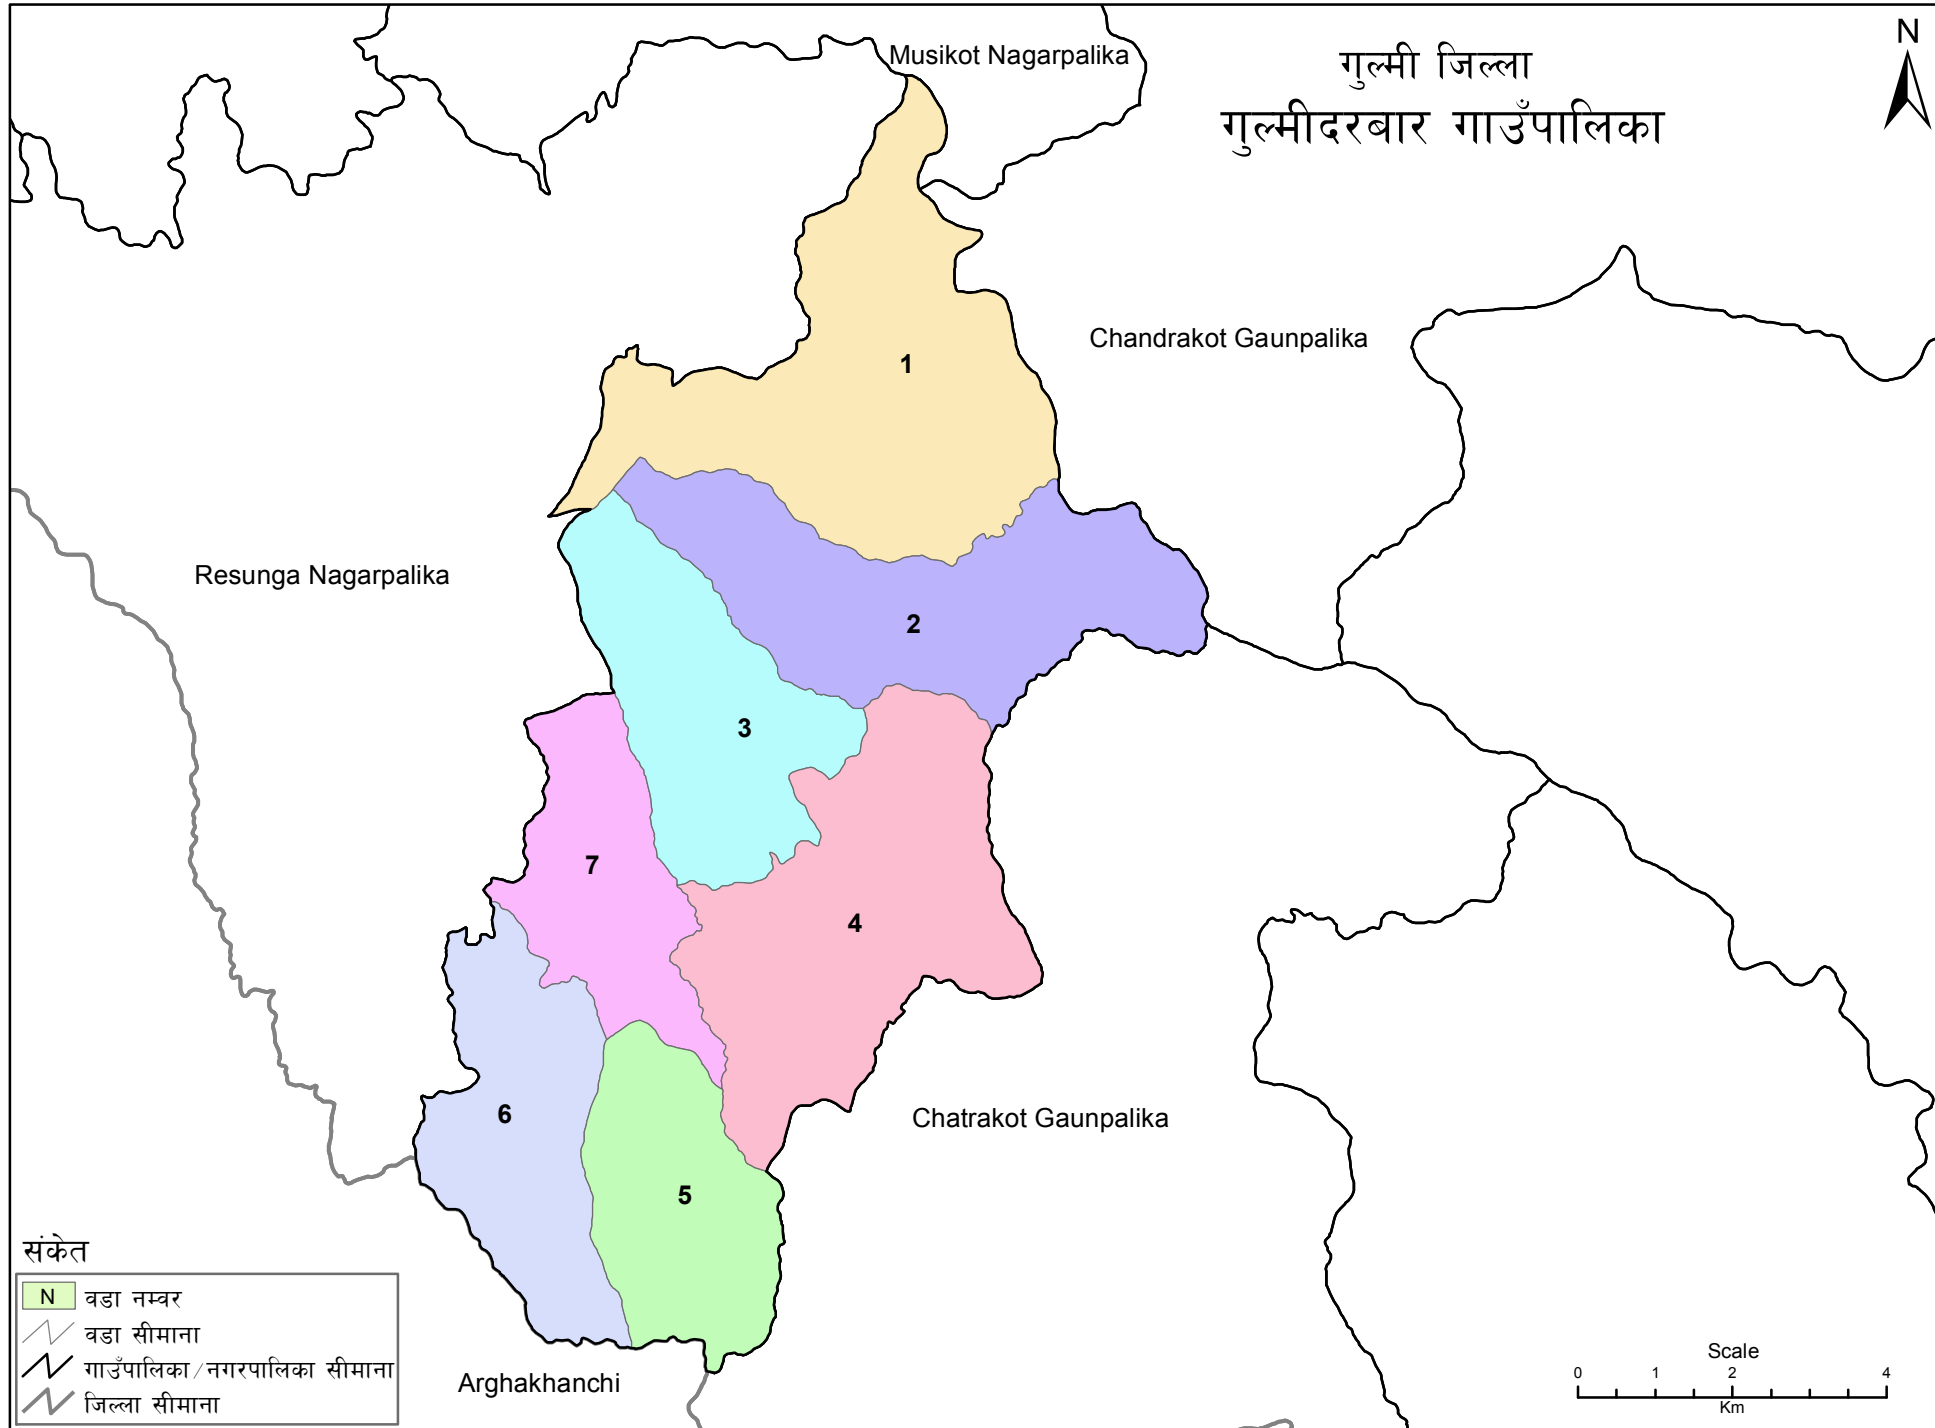 गुल्मी जिल्ला
गुल्मीदरबार गाउँपालिका
N
Musikot Nagarpalika
Chandrakot Gaunpalika
Resunga Nagarpalika
Chatrakot Gaunpalika
Arghakhanchi
1
2
3
7
4
6
5
संकेत
N वडा नम्वर
वडा सीमाना
गाउँपालिका/नगरपालिका सीमाना
जिल्ला सीमाना
Scale
0 1 2 4
Km